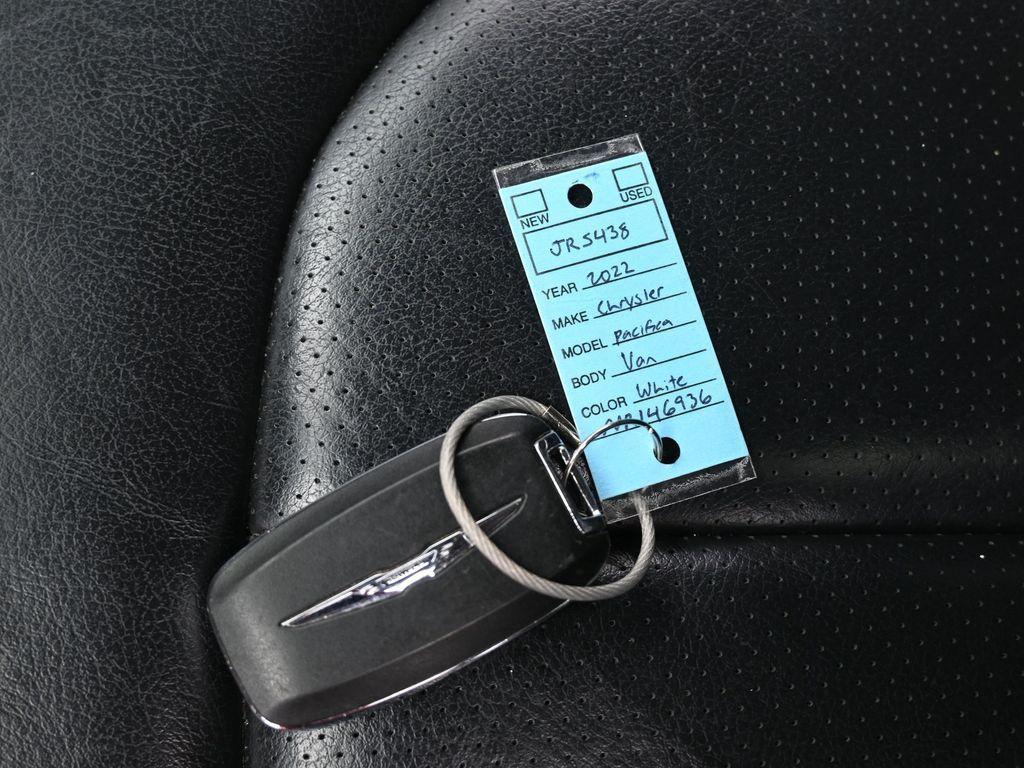 NEW USED
JR5438
YEAR 2022
MAKE Chrysler
MODEL Pacifica
BODY Van
COLOR White
146936